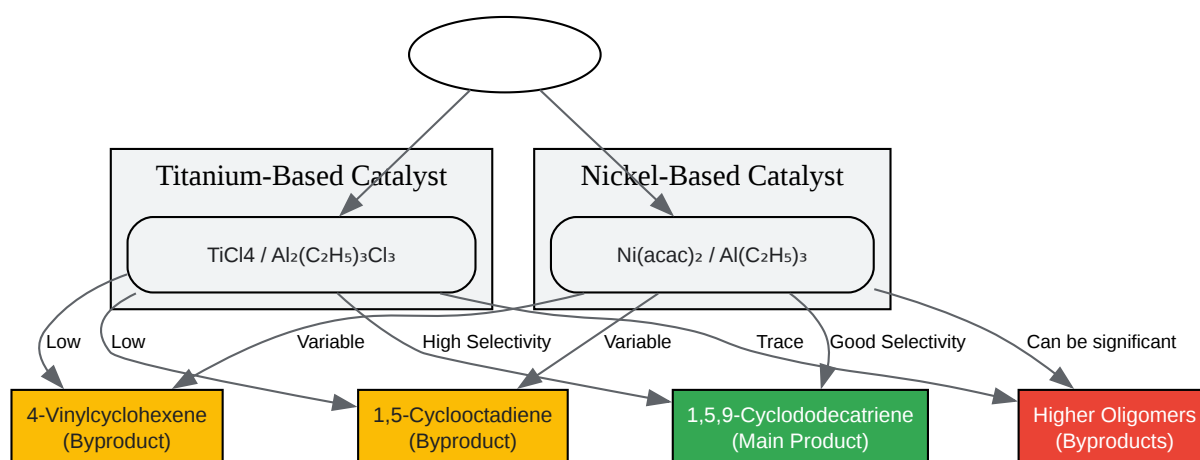 Titanium-Based Catalyst
Nickel-Based Catalyst
TiCl4 / Al₂(C₂H₅)₃Cl₃
Ni(acac)₂ / Al(C₂H₅)₃
Low
Low
Variable
High Selectivity
Variable
Trace
Good Selectivity
Can be significant
4-Vinylcyclohexene
(Byproduct)
1,5-Cyclooctadiene
(Byproduct)
1,5,9-Cyclododecatriene
(Main Product)
Higher Oligomers
(Byproducts)